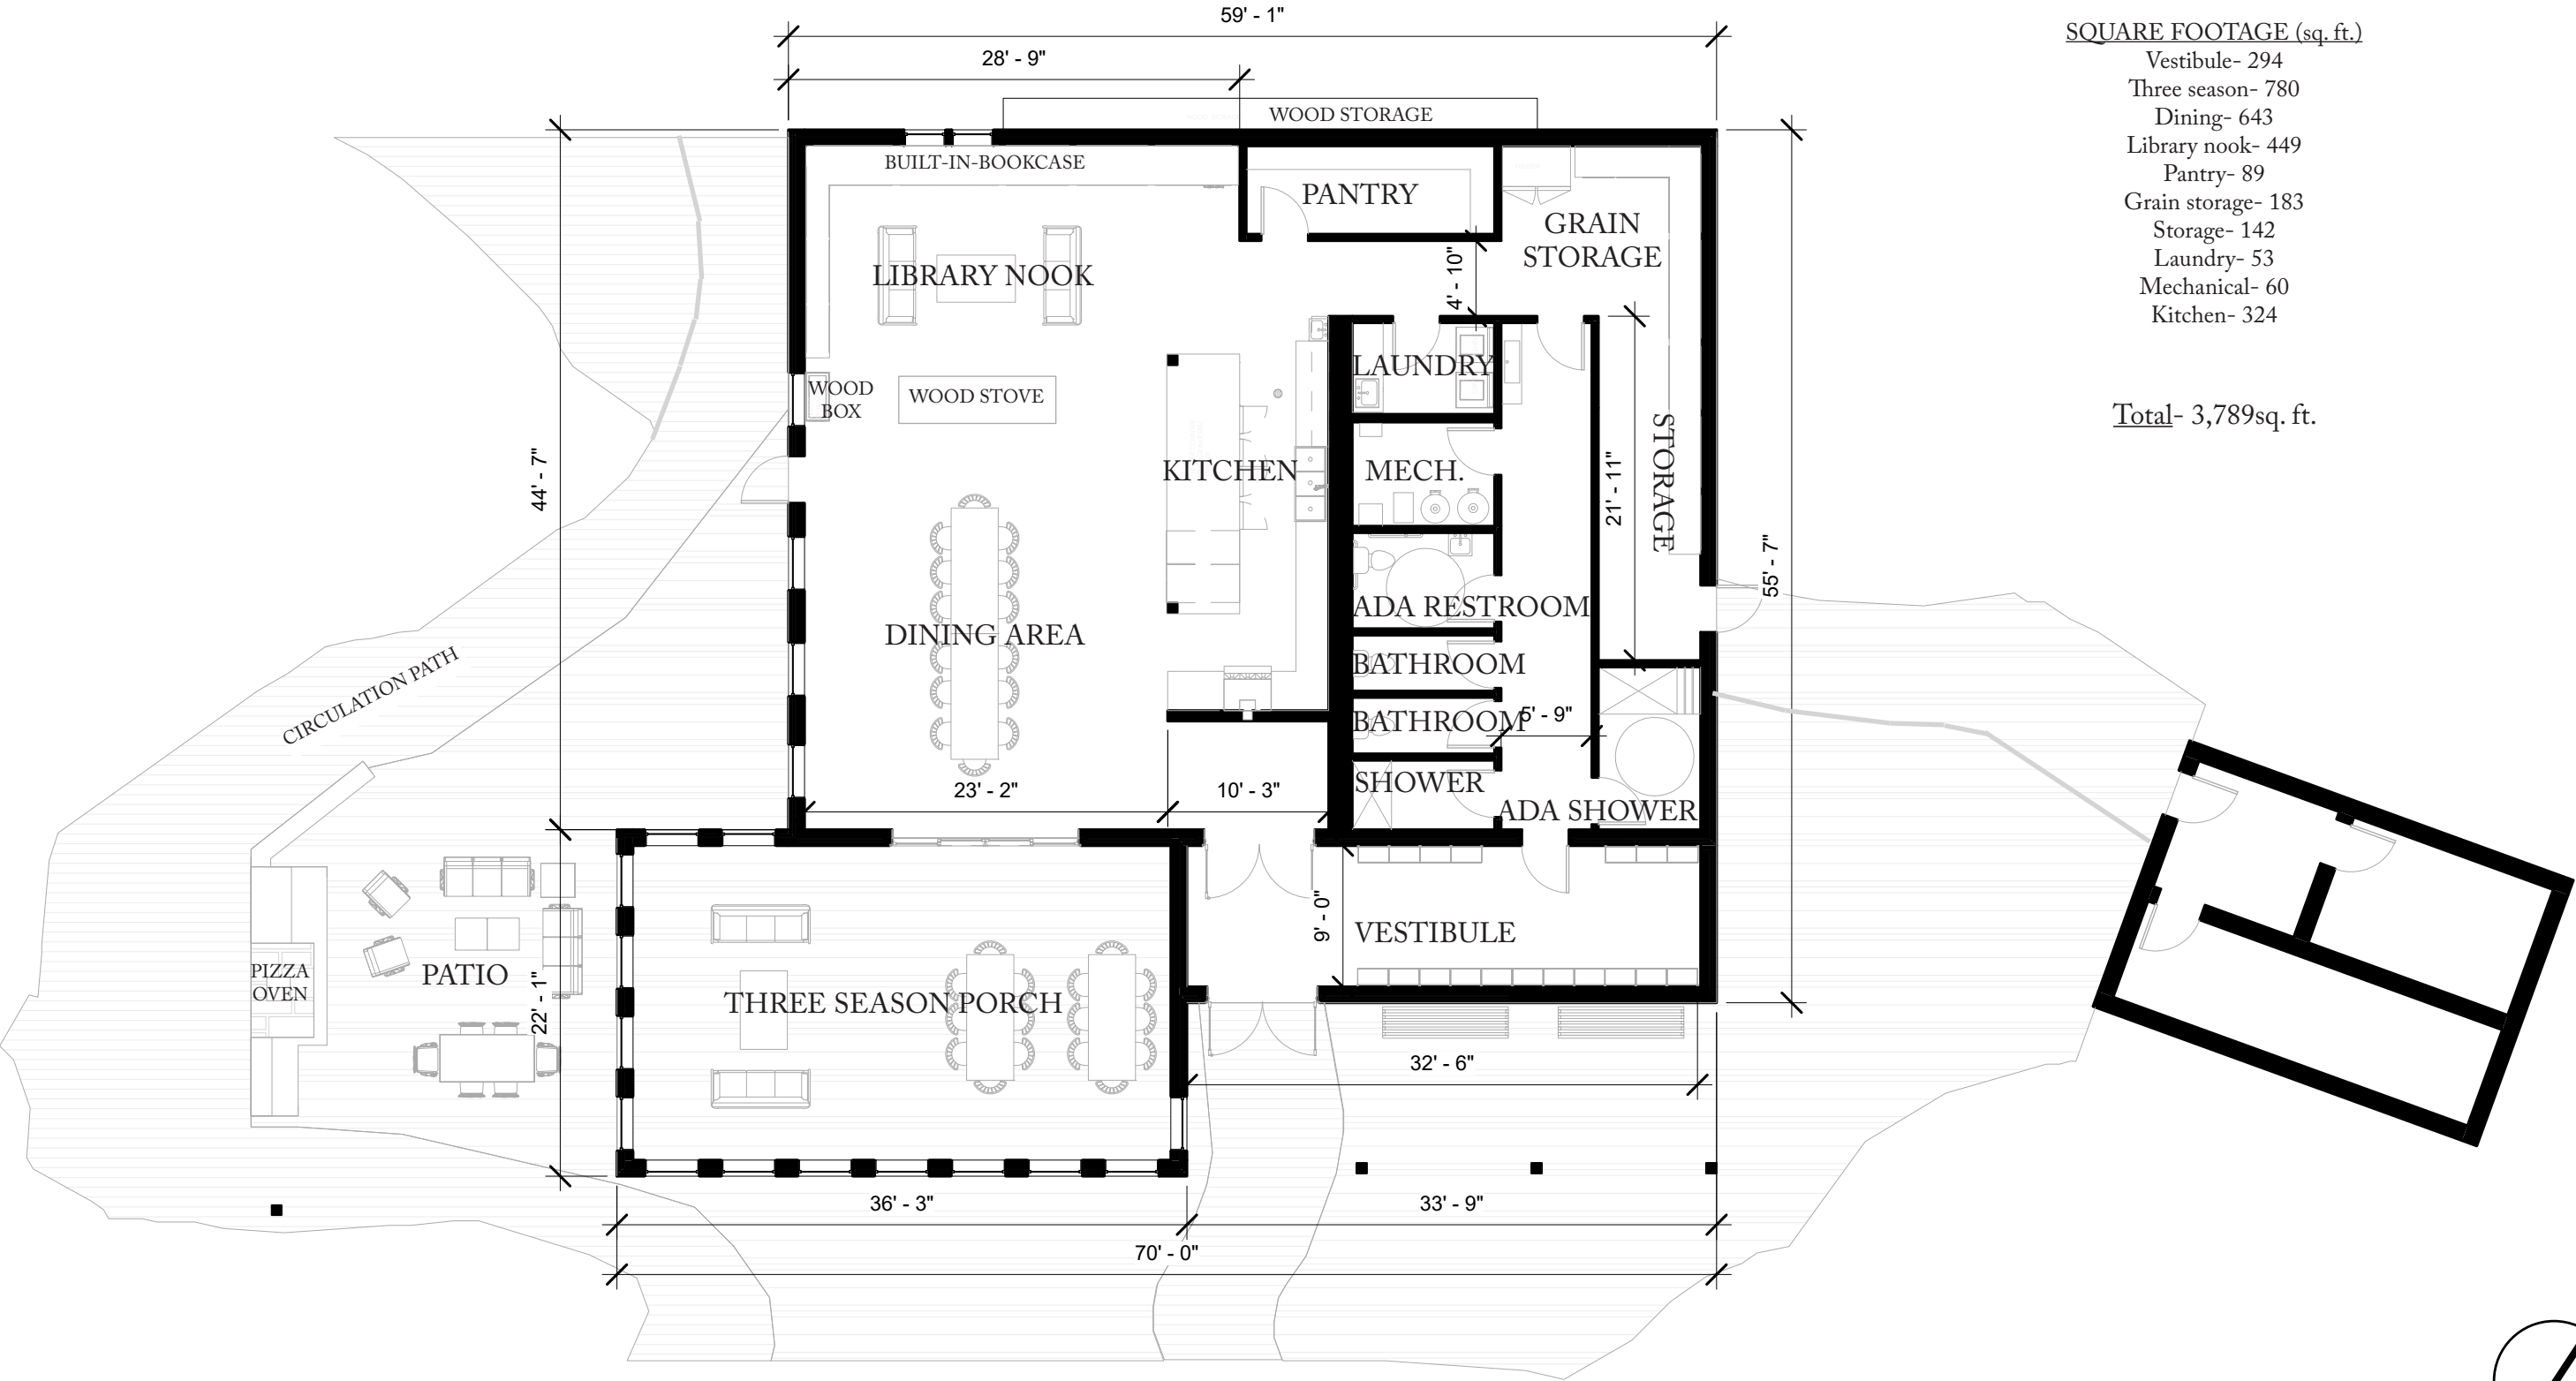 59' - 1"
28' - 9"
SQUARE FOOTAGE (sq. ft.)
Vestibule- 294
Three season- 780
Dining- 643
Library nook- 449
Pantry- 89
Grain storage- 183
Storage- 142
Laundry- 53
Mechanical- 60
Kitchen- 324
Total- 3,789sq. ft.
WOOD STORAGE
BUILT-IN-BOOKCASE
PANTRY
GRAIN
STORAGE
LIBRARY NOOK
4' - 10"
LAUNDRY
WOOD
BOX
WOOD STOVE
STORAGE
44' - 7"
KITCHEN
MECH.
21' - 11"
55' - 7"
ADA RESTROOM
DINING AREA
BATHROOM
CIRCULATION PATH
BATHROOM
5' - 9"
SHOWER
23' - 2"
10' - 3"
ADA SHOWER
9' - 0"
VESTIBULE
PIZZA
OVEN
PATIO
22' - 1"
THREE SEASON PORCH
32' - 6"
36' - 3"
33' - 9"
70' - 0"